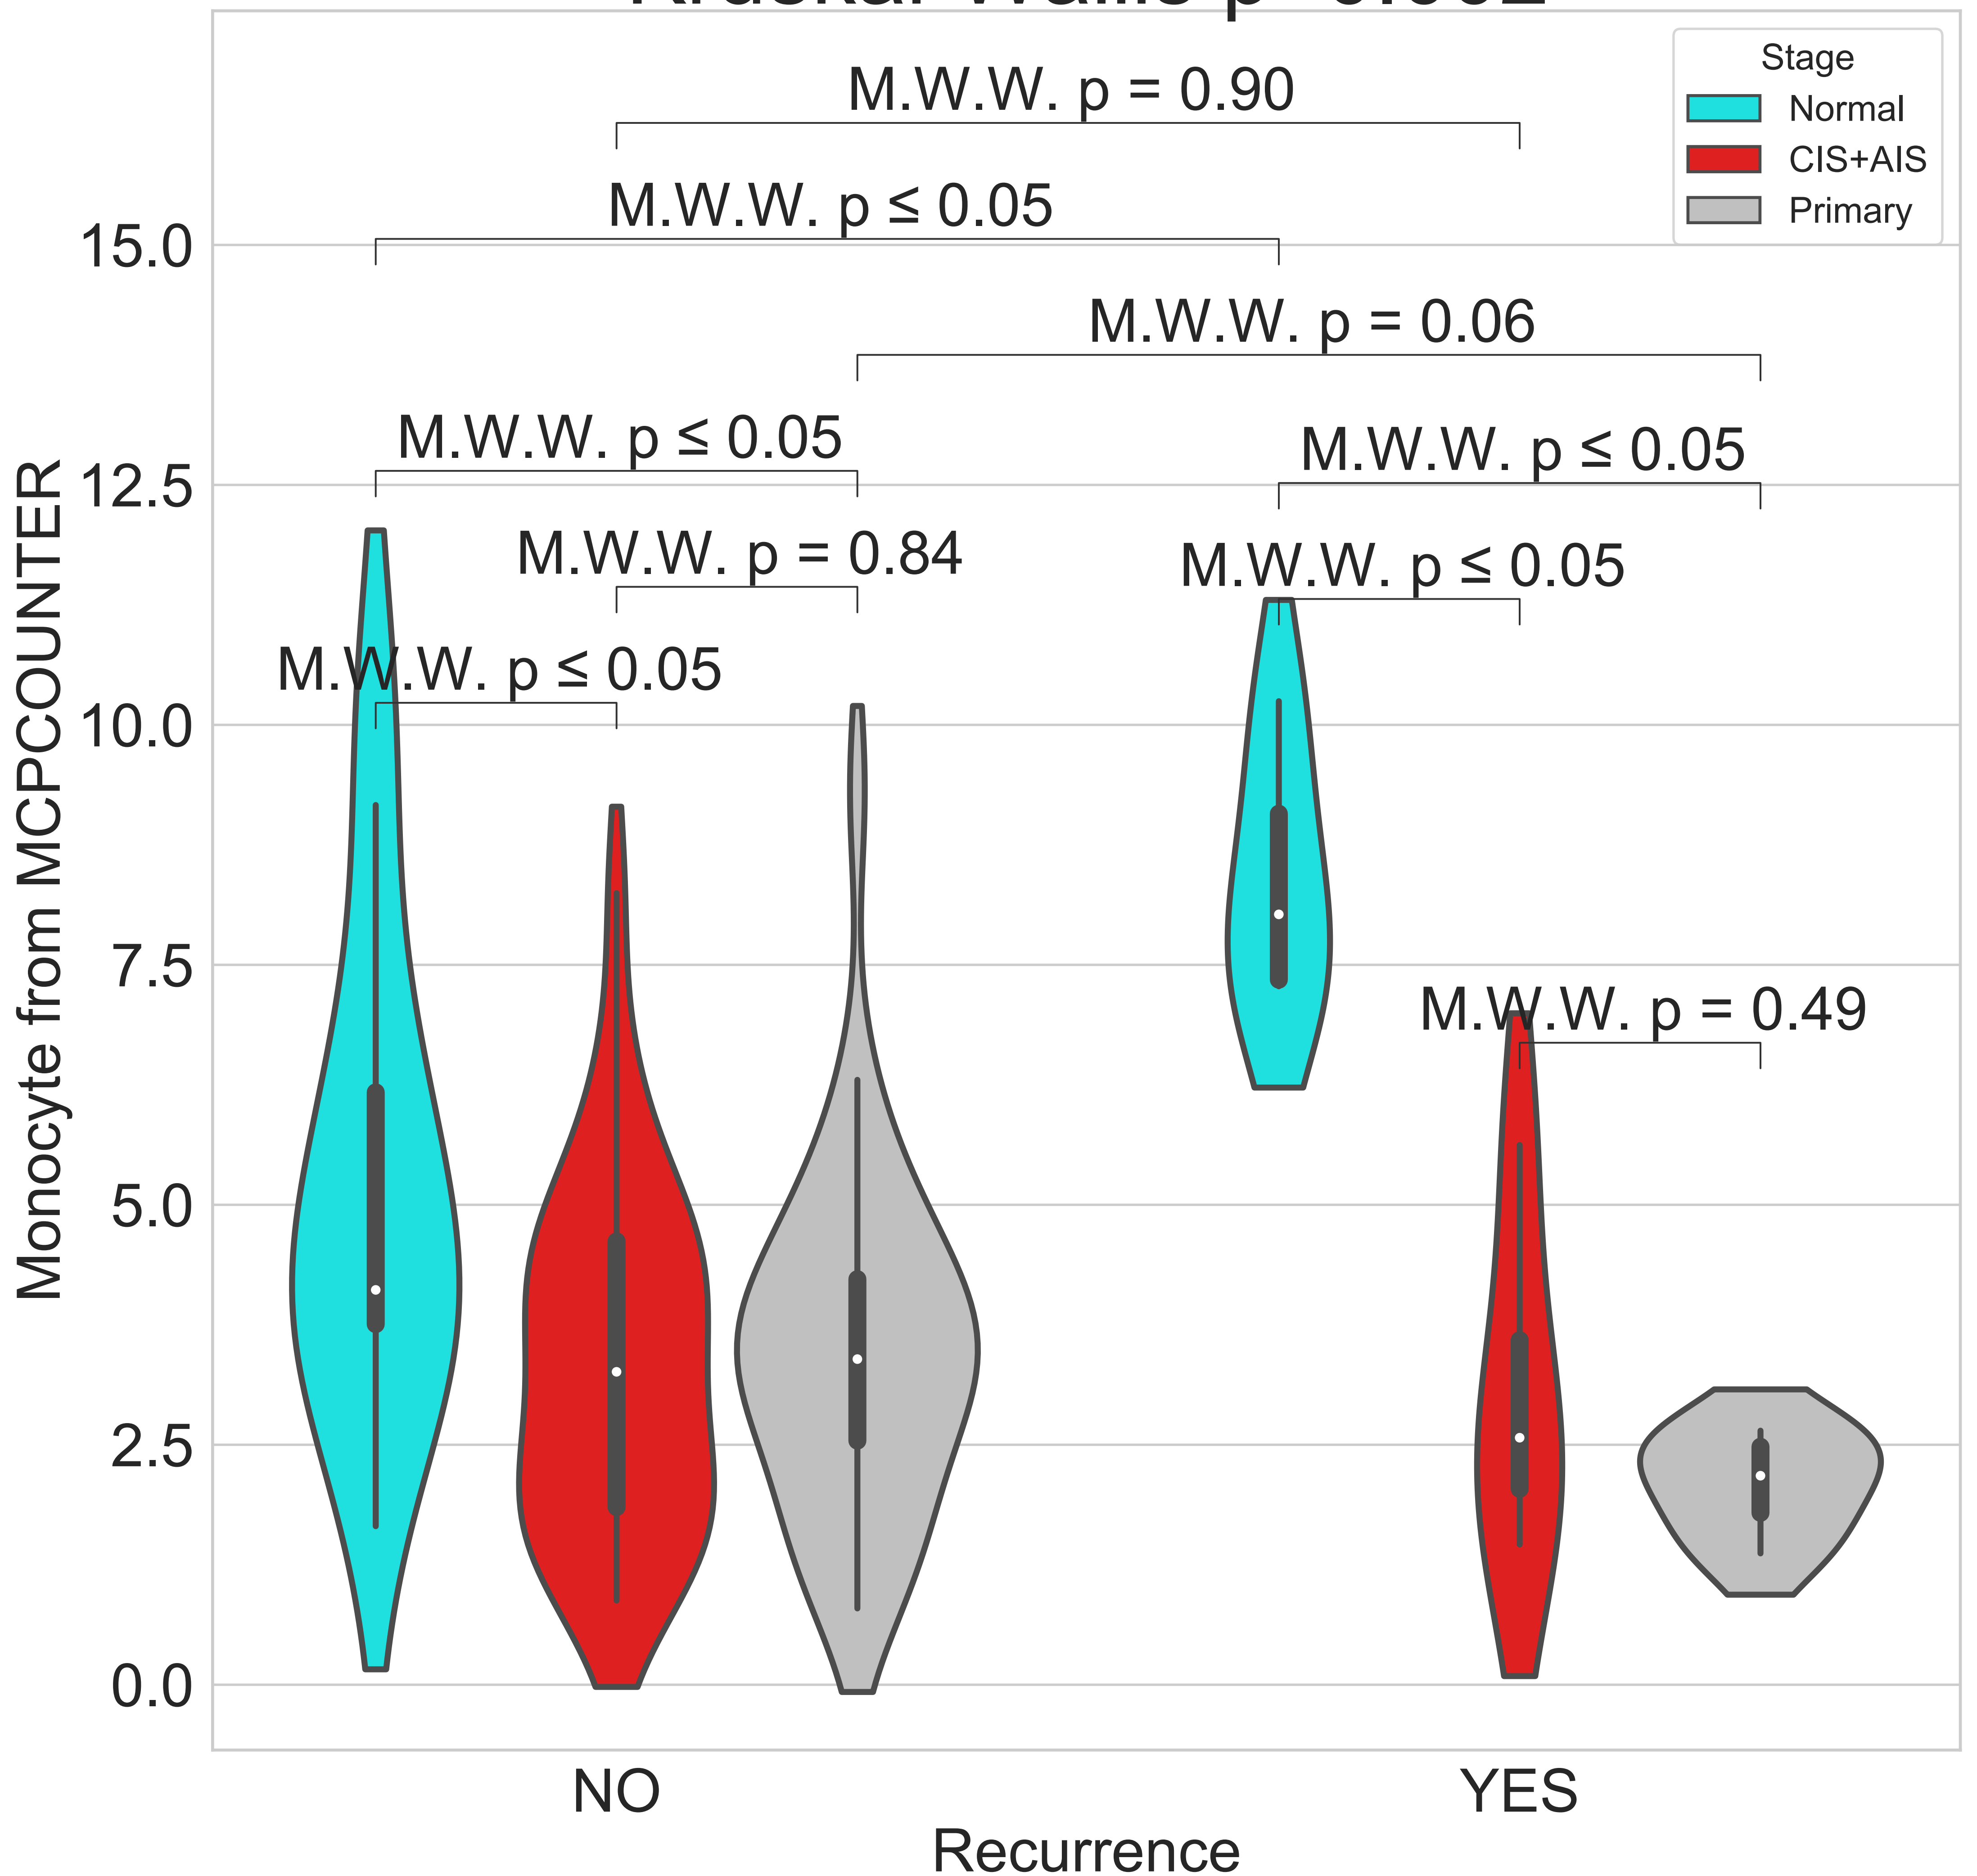 Stage
Normal
CIS+AIS
Primary
M.W.W. p = 0.90
M.W.W. p ≤ 0.05
M.W.W. p = 0.06
M.W.W. p ≤ 0.05
M.W.W. p ≤ 0.05
M.W.W. p = 0.84
M.W.W. p ≤ 0.05
M.W.W. p ≤ 0.05
M.W.W. p = 0.49
Monocyte from MCPCOUNTER
15.0
12.5
10.0
7.5
5.0
2.5
0.0
NO
YES
Recurrence